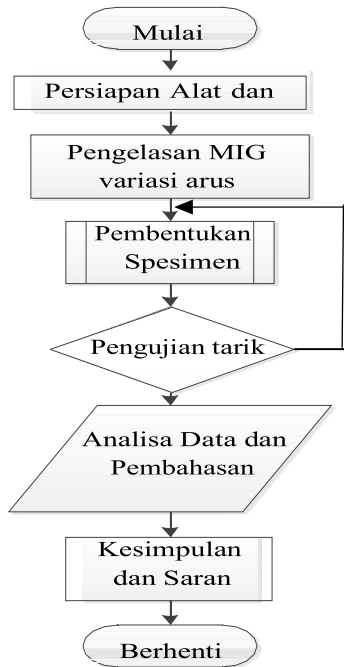 Mulai
Persiapan Alat dan
Pengelasan MIG
variasi arus
Pembentukan
Spesimen
Pengujian tarik
Analisa Data dan
Pembahasan
Kesimpulan
dan Saran
Berhenti